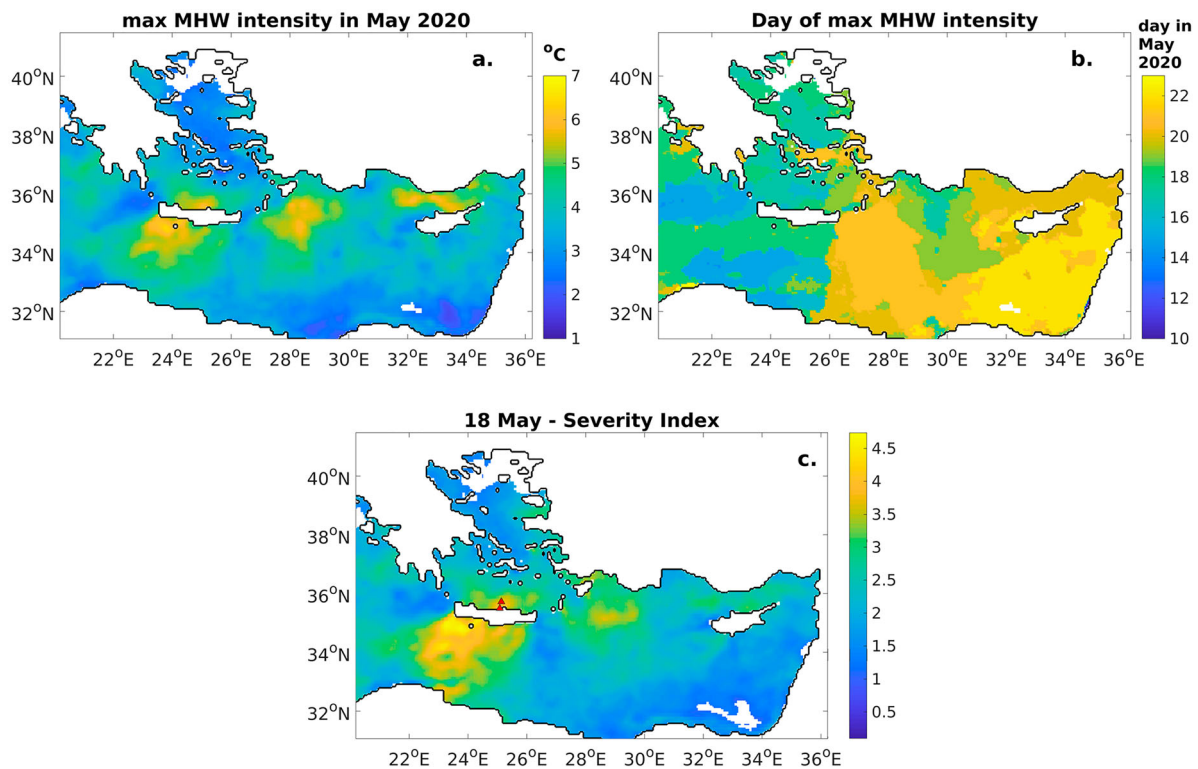 max MHW intensity in May 2020
Day of max MHW intensity
a.
°C
b.
day in
May
2020
40°N
38°N
36°N
34°N
32°N
22°E 24°E 26°E 28°E 30°E 32°E 34°E 36°E
7
6
5
4
3
2
1
40°N
38°N
36°N
34°N
32°N
22°E 24°E 26°E 28°E 30°E 32°E 34°E 36°E
22
20
18
16
14
12
10
18 May - Severity Index
c.
40°N
38°N
36°N
34°N
32°N
22°E 24°E 26°E 28°E 30°E 32°E 34°E 36°E
4.5
4
3.5
3
2.5
2
1.5
1
0.5